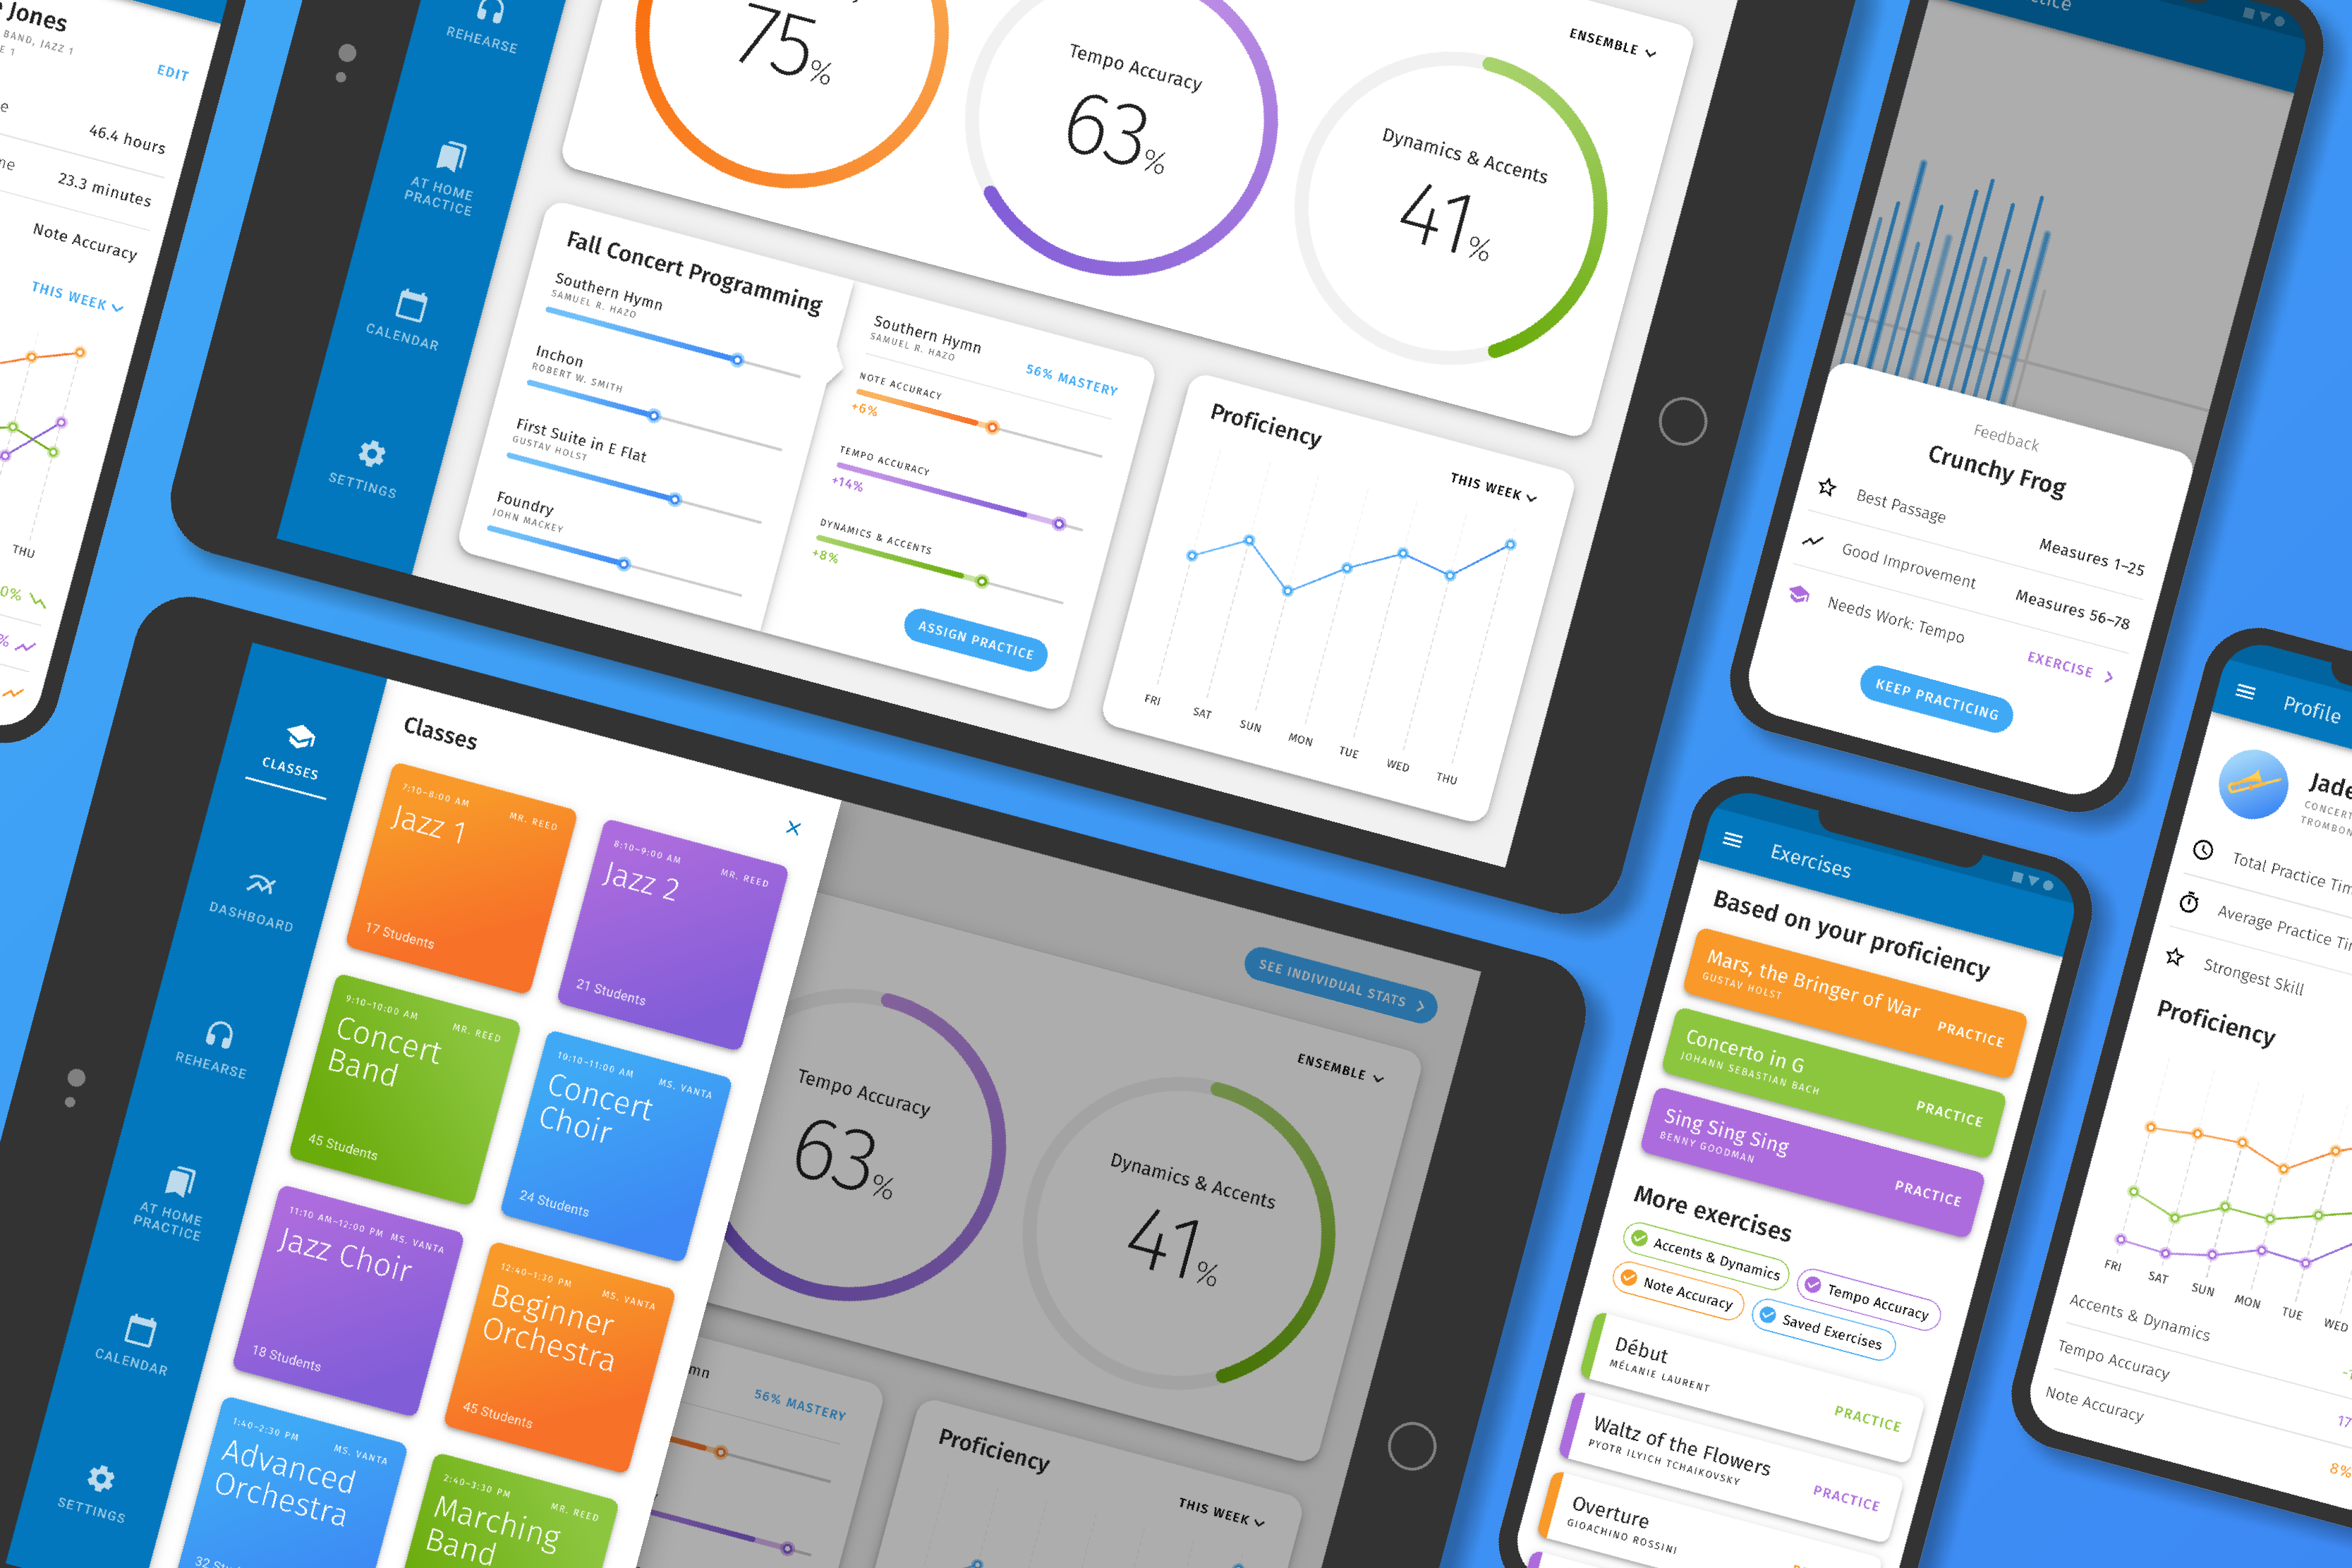 Jones
BAND, JAZZ 1
EDIT
46.4 hours
23.3 minutes
Note Accuracy
THIS WEEK
THU
0%
%
REHEARSE
AT HOME
PRACTICE
CALENDAR
SETTINGS
75%
Tempo Accuracy
63%
ENSEMBLE
Dynamics & Accents
41%
Fall Concert Programming
Southern Hymn
SAMUEL R. HAZO
Inchon
ROBERT W. SMITH
First Suite in E Flat
GUSTAV HOLST
Foundry
JOHN MACKEY
Southern Hymn
SAMUEL R. HAZO
56% MASTERY
NOTE ACCURACY
+6%
TEMPO ACCURACY
+14%
DYNAMICS & ACCENTS
+8%
ASSIGN PRACTICE
Proficiency
THIS WEEK
FRI
SAT
SUN
MON
TUE
WED
THU
Feedback
Crunchy Frog
Best Passage
Measures 1–25
Good Improvement
Measures 56–78
Needs Work: Tempo
EXERCISE
KEEP PRACTICING
CLASSES
DASHBOARD
REHEARSE
AT HOME
PRACTICE
CALENDAR
SETTINGS
Classes
7:10–8:00 AM MR. REED
Jazz 1
17 Students
8:10–9:00 AM MR. REED
Jazz 2
21 Students
9:10–10:00 AM MR. REED
Concert
Band
45 Students
10:10–11:00 AM MS. VANTA
Concert
Choir
24 Students
11:10 AM–12:00 PM MS. VANTA
Jazz Choir
18 Students
12:40–1:30 PM MS. VANTA
Beginner
Orchestra
45 Students
1:40–2:30 PM MS. VANTA
Advanced
Orchestra
32
2:40–3:30 PM MR. REED
Marching
Band
SEE INDIVIDUAL STATS
ENSEMBLE
Tempo Accuracy
63%
Dynamics & Accents
41%
56% MASTERY
Proficiency
THIS WEEK
Exercises
Based on your proficiency
Mars, the Bringer of War
GUSTAV HOLST
PRACTICE
Concerto in G
JOHANN SEBASTIAN BACH
PRACTICE
Sing Sing Sing
BENNY GOODMAN
PRACTICE
More exercises
Accents & Dynamics
Tempo Accuracy
Note Accuracy
Saved Exercises
Début
MÉLANIE LAURENT
PRACTICE
Waltz of the Flowers
PYOTR ILYICH TCHAIKOVSKY
PRACTICE
Overture
GIOACHINO ROSSINI
Profile
Jade
CONCERT
Total Practice
Average Practice
Strongest Skill
Proficiency
FRI
SAT
SUN
MON
TUE
WED
Accents & Dynamics
Tempo Accuracy
17
Note Accuracy
8%